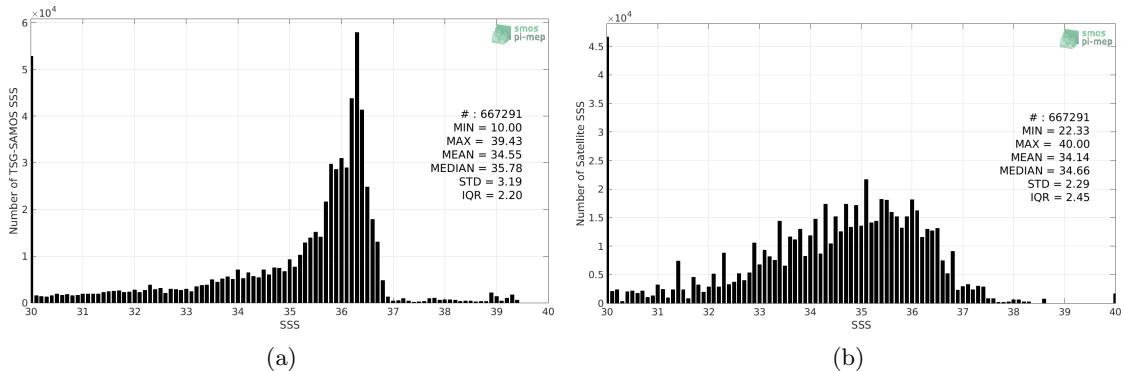 ×10⁴
6
5
4
3
2
1
0
Number of TSG-SAMOS SSS
smos
pi-mep
# : 667291
MIN = 10.00
MAX = 39.43
MEAN = 34.55
MEDIAN = 35.78
STD = 3.19
IQR = 2.20
30 31 32 33 34 35 36 37 38 39 40
SSS
(a)
×10⁴
4.5
4
3.5
3
2.5
2
1.5
1
0.5
0
Number of Satellite SSS
smos
pi-mep
# : 667291
MIN = 22.33
MAX = 40.00
MEAN = 34.14
MEDIAN = 34.66
STD = 2.29
IQR = 2.45
30 31 32 33 34 35 36 37 38 39 40
SSS
(b)